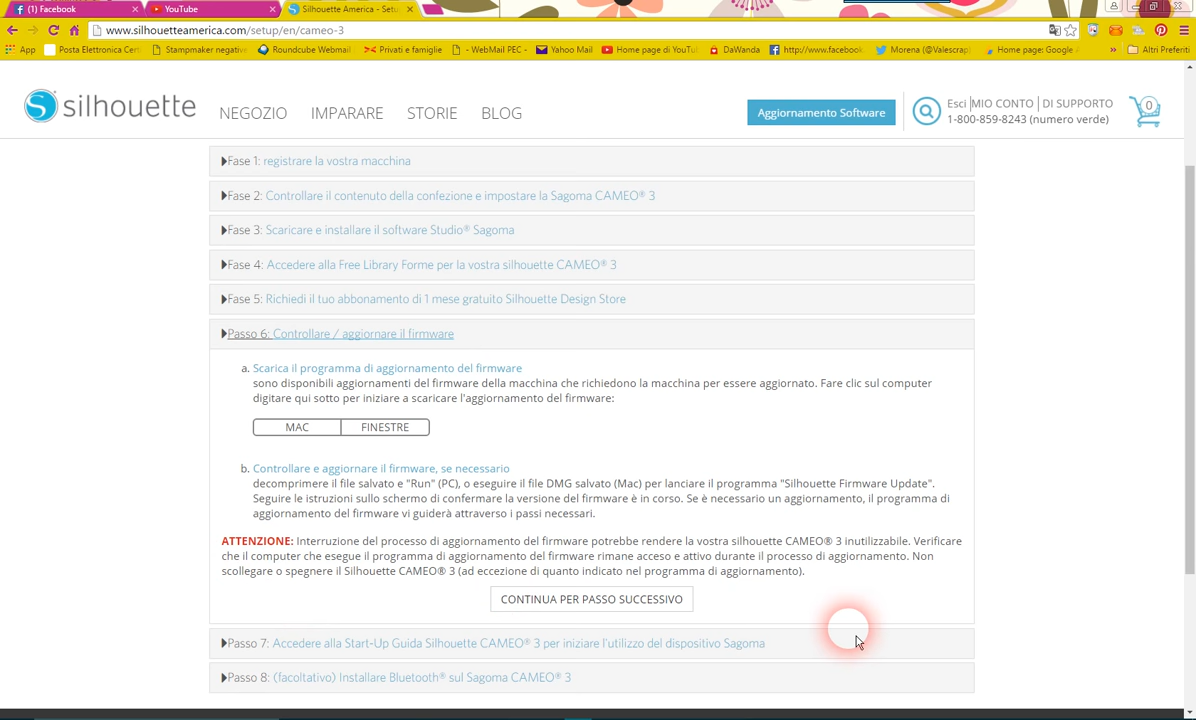 (1) Facebook
YouTube
Silhouette America - Setu
www.silhouetteamerica.com/setup/en/cameo-3
App
Posta Elettronica Cert
Stampmaker negative
Roundcube Webmail
Privati e famiglie
- WebMail PEC -
Yahoo Mail
Home page di YouTu
DaWanda
http://www.facebook
Morena (@Valescrap
Home page: Google A
»
Altri Preferiti
silhouette
NEGOZIO
IMPARARE
STORIE
BLOG
Aggiornamento Software
Esci |MIO CONTO | DI SUPPORTO
1-800-859-8243 (numero verde)
0
Fase 1: registrare la vostra macchina
Fase 2: Controllare il contenuto della confezione e impostare la Sagoma CAMEO® 3
Fase 3: Scaricare e installare il software Studio® Sagoma
Fase 4: Accedere alla Free Library Forme per la vostra silhouette CAMEO® 3
Fase 5: Richiedi il tuo abbonamento di 1 mese gratuito Silhouette Design Store
Passo 6: Controllare / aggiornare il firmware
a. Scarica il programma di aggiornamento del firmware
sono disponibili aggiornamenti del firmware della macchina che richiedono la macchina per essere aggiornato. Fare clic sul computer
digitare qui sotto per iniziare a scaricare l'aggiornamento del firmware:
MAC
FINESTRE
b. Controllare e aggiornare il firmware, se necessario
decomprimere il file salvato e "Run" (PC), o eseguire il file DMG salvato (Mac) per lanciare il programma "Silhouette Firmware Update".
Seguire le istruzioni sullo schermo di confermare la versione del firmware è in corso. Se è necessario un aggiornamento, il programma di
aggiornamento del firmware vi guiderà attraverso i passi necessari.
ATTENZIONE: Interruzione del processo di aggiornamento del firmware potrebbe rendere la vostra silhouette CAMEO® 3 inutilizzabile. Verificare
che il computer che esegue il programma di aggiornamento del firmware rimane acceso e attivo durante il processo di aggiornamento. Non
scollegare o spegnere il Silhouette CAMEO® 3 (ad eccezione di quanto indicato nel programma di aggiornamento).
CONTINUA PER PASSO SUCCESSIVO
Passo 7: Accedere alla Start-Up Guida Silhouette CAMEO® 3 per iniziare l'utilizzo del dispositivo Sagoma
Passo 8: (facoltativo) Installare Bluetooth® sul Sagoma CAMEO® 3